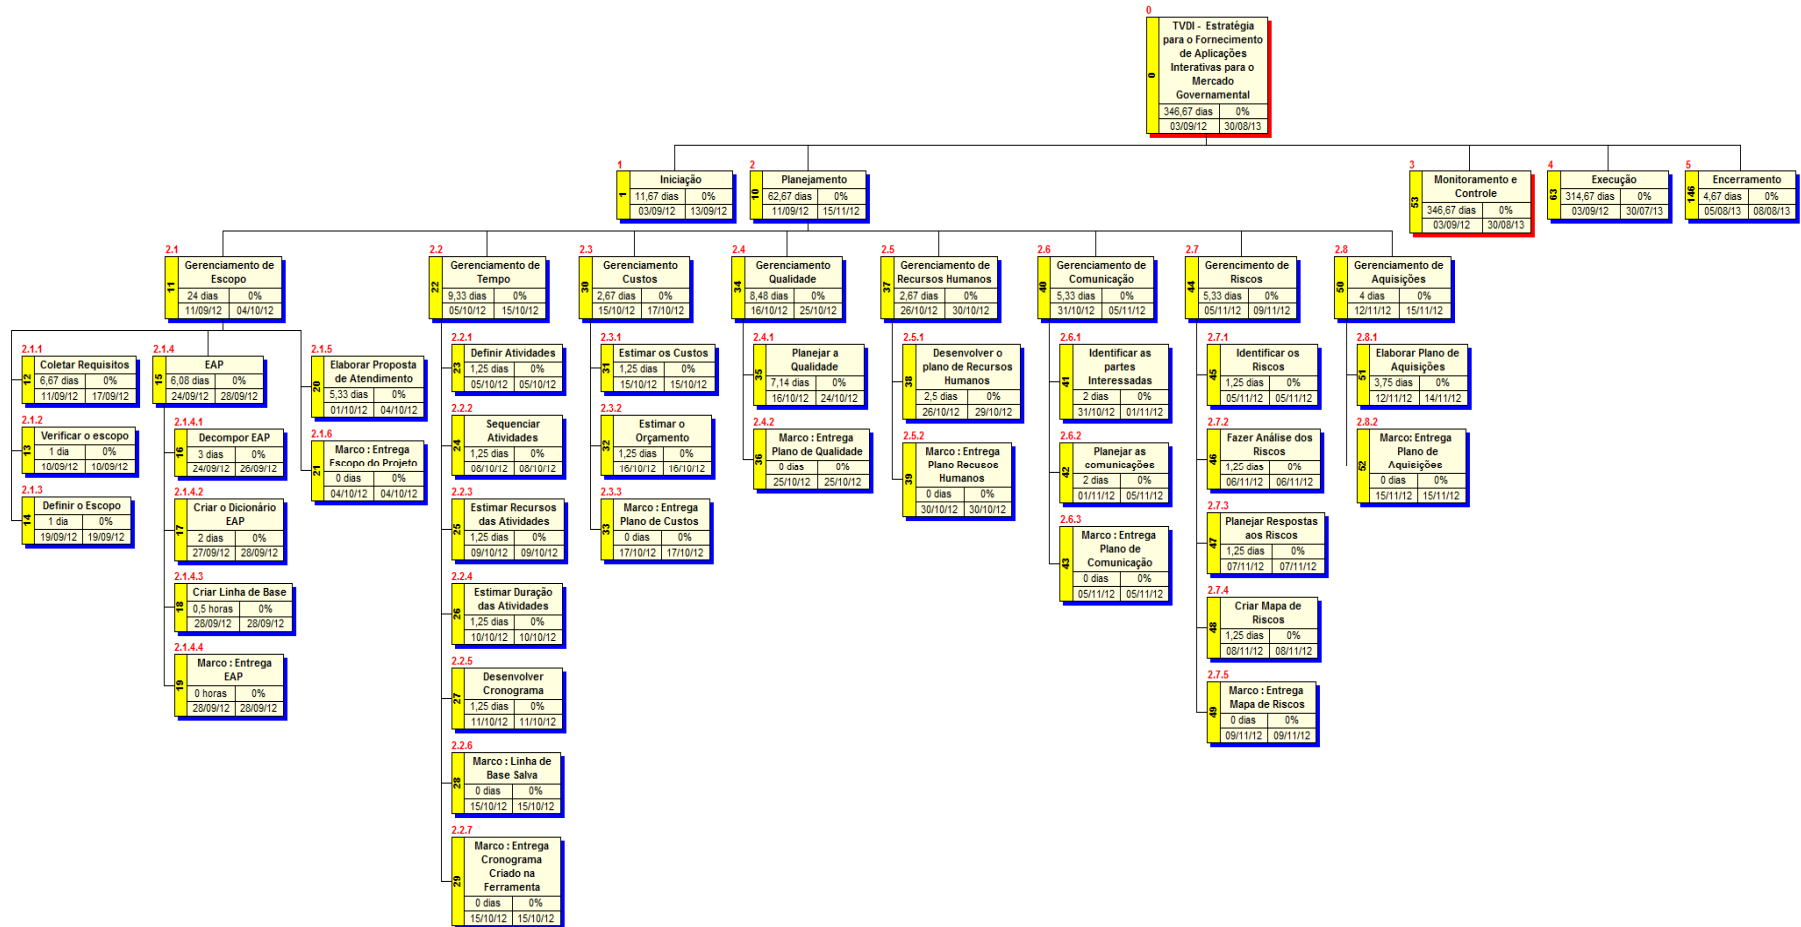 0
TVDI - Estratégia
para o Fornecimento
de Aplicações
Interativas para o
Mercado
Governamental
0
346,67 dias 0%
03/09/12 30/08/13
1
Iniciação
1
11,67 dias 0%
03/09/12 13/09/12
2
Planejamento
10
62,67 dias 0%
11/09/12 15/11/12
3
Monitoramento e
Controle
53
346,67 dias 0%
03/09/12 30/08/13
4
Execução
63
314,67 dias 0%
03/09/12 30/07/13
5
Encerramento
146
4,67 dias 0%
05/08/13 08/08/13
2.1
Gerenciamento de
Escopo
11
24 dias 0%
11/09/12 04/10/12
2.2
Gerenciamento de
Tempo
22
9,33 dias 0%
05/10/12 15/10/12
2.3
Gerenciamento
Custos
30
2,67 dias 0%
15/10/12 17/10/12
2.4
Gerenciamento
Qualidade
34
8,48 dias 0%
16/10/12 25/10/12
2.5
Gerenciamento de
Recursos Humanos
37
2,67 dias 0%
26/10/12 30/10/12
2.6
Gerenciamento de
Comunicação
40
5,33 dias 0%
31/10/12 05/11/12
2.7
Gerencimento de
Riscos
44
5,33 dias 0%
05/11/12 09/11/12
2.8
Gerenciamento de
Aquisições
50
4 dias 0%
12/11/12 15/11/12
2.1.1
Coletar Requisitos
12
6,67 dias 0%
11/09/12 17/09/12
2.1.2
Verificar o escopo
13
1 dia 0%
10/09/12 10/09/12
2.1.3
Definir o Escopo
14
1 dia 0%
19/09/12 19/09/12
2.1.4
EAP
15
6,08 dias 0%
24/09/12 28/09/12
2.1.4.1
Decompor EAP
16
3 dias 0%
24/09/12 26/09/12
2.1.4.2
Criar o Dicionário
EAP
17
2 dias 0%
27/09/12 28/09/12
2.1.4.3
Criar Linha de Base
18
0,5 horas 0%
28/09/12 28/09/12
2.1.4.4
Marco : Entrega
EAP
19
0 horas 0%
28/09/12 28/09/12
2.1.5
Elaborar Proposta
de Atendimento
20
5,33 dias 0%
01/10/12 04/10/12
2.1.6
Marco : Entrega
Escopo do Projeto
21
0 dias 0%
04/10/12 04/10/12
2.2.1
Definir Atividades
23
1,25 dias 0%
05/10/12 05/10/12
2.2.2
Sequenciar
Atividades
24
1,25 dias 0%
08/10/12 08/10/12
2.2.3
Estimar Recursos
das Atividades
25
1,25 dias 0%
09/10/12 09/10/12
2.2.4
Estimar Duração
das Atividades
26
1,25 dias 0%
10/10/12 10/10/12
2.2.5
Desenvolver
Cronograma
27
1,25 dias 0%
11/10/12 11/10/12
2.2.6
Marco : Linha de
Base Salva
28
0 dias 0%
15/10/12 15/10/12
2.2.7
Marco : Entrega
Cronograma
Criado na
Ferramenta
29
0 dias 0%
15/10/12 15/10/12
2.3.1
Estimar os Custos
31
1,25 dias 0%
15/10/12 15/10/12
2.3.2
Estimar o
Orçamento
32
1,25 dias 0%
16/10/12 16/10/12
2.3.3
Marco : Entrega
Plano de Custos
33
0 dias 0%
17/10/12 17/10/12
2.4.1
Planejar a
Qualidade
35
7,14 dias 0%
16/10/12 24/10/12
2.4.2
Marco : Entrega
Plano de Qualidade
36
0 dias 0%
25/10/12 25/10/12
2.5.1
Desenvolver o
plano de Recursos
Humanos
38
2,5 dias 0%
26/10/12 29/10/12
2.5.2
Marco : Entrega
Plano Recusos
Humanos
39
0 dias 0%
30/10/12 30/10/12
2.6.1
Identificar as
partes
Interessadas
41
2 dias 0%
31/10/12 01/11/12
2.6.2
Planejar as
comunicações
42
2 dias 0%
01/11/12 05/11/12
2.6.3
Marco : Entrega
Plano de
Comunicação
43
0 dias 0%
05/11/12 05/11/12
2.7.1
Identificar os
Riscos
45
1,25 dias 0%
05/11/12 05/11/12
2.7.2
Fazer Análise dos
Riscos
46
1,25 dias 0%
06/11/12 06/11/12
2.7.3
Planejar Respostas
aos Riscos
47
1,25 dias 0%
07/11/12 07/11/12
2.7.4
Criar Mapa de
Riscos
48
1,25 dias 0%
08/11/12 08/11/12
2.7.5
Marco : Entrega
Mapa de Riscos
49
0 dias 0%
09/11/12 09/11/12
2.8.1
Elaborar Plano de
Aquisições
51
3,75 dias 0%
12/11/12 14/11/12
2.8.2
Marco: Entrega
Plano de
Aquisições
52
0 dias 0%
15/11/12 15/11/12